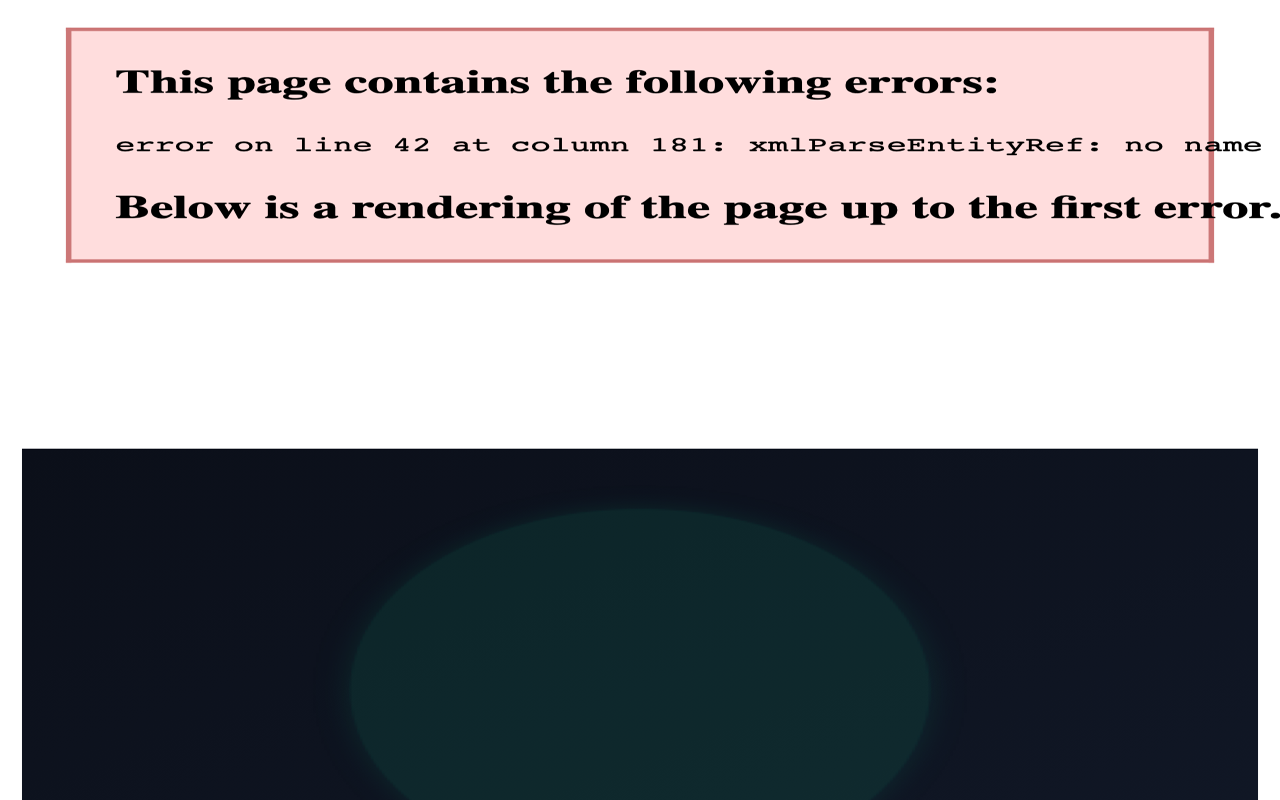 This page contains the following errors:
error on line 42 at column 181: xmlParseEntityRef: no name
Below is a rendering of the page up to the first error.